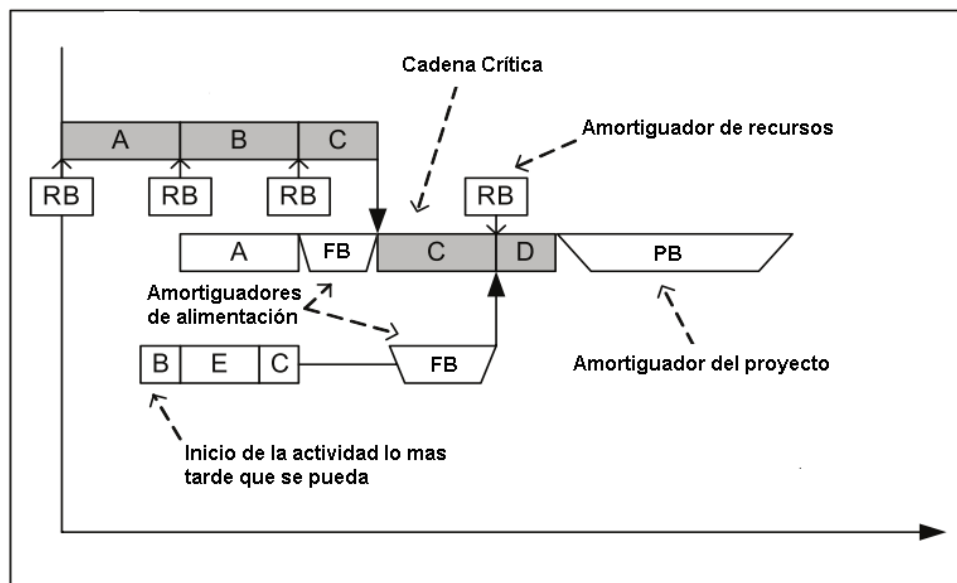 Cadena Crítica
Amortiguador de recursos
A B C
RB RB RB RB
A FB C D PB
Amortiguadores
de alimentación
B E C FB
Amortiguador del proyecto
Inicio de la actividad lo mas
tarde que se pueda